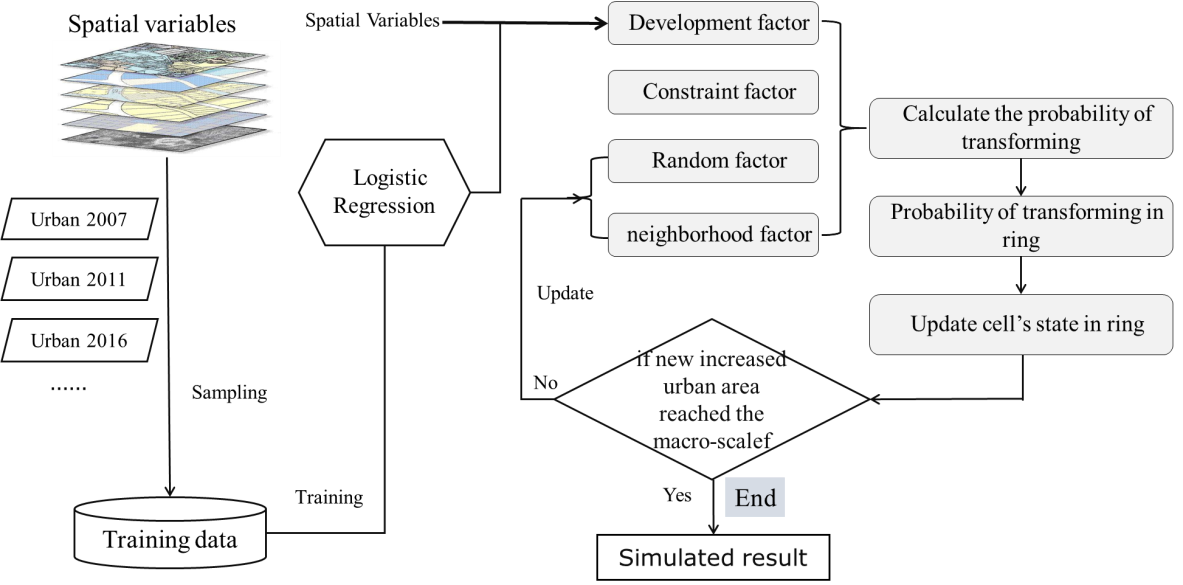 Spatial variables
Urban 2007
Urban 2011
Urban 2016
......
Sampling
Training data
Training
Logistic
Regression
Spatial Variables
Development factor
Constraint factor
Random factor
neighborhood factor
Calculate the probability of
transforming
Probability of transforming in
ring
Update cell's state in ring
if new increased
urban area
reached the
macro-scalef
No
Update
Yes
End
Simulated result